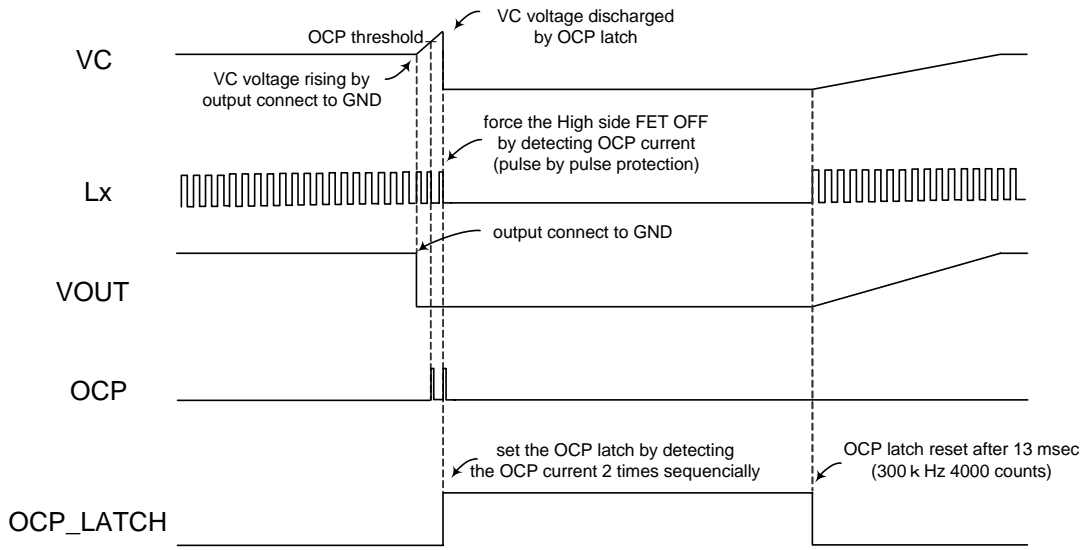 VC voltage discharged
by OCP latch
OCP threshold
VC
VC voltage rising by
output connect to GND
force the High side FET OFF
by detecting OCP current
(pulse by pulse protection)
Lx
output connect to GND
VOUT
OCP
set the OCP latch by detecting
the OCP current 2 times sequencially
OCP latch reset after 13 msec
(300 k Hz 4000 counts)
OCP_LATCH